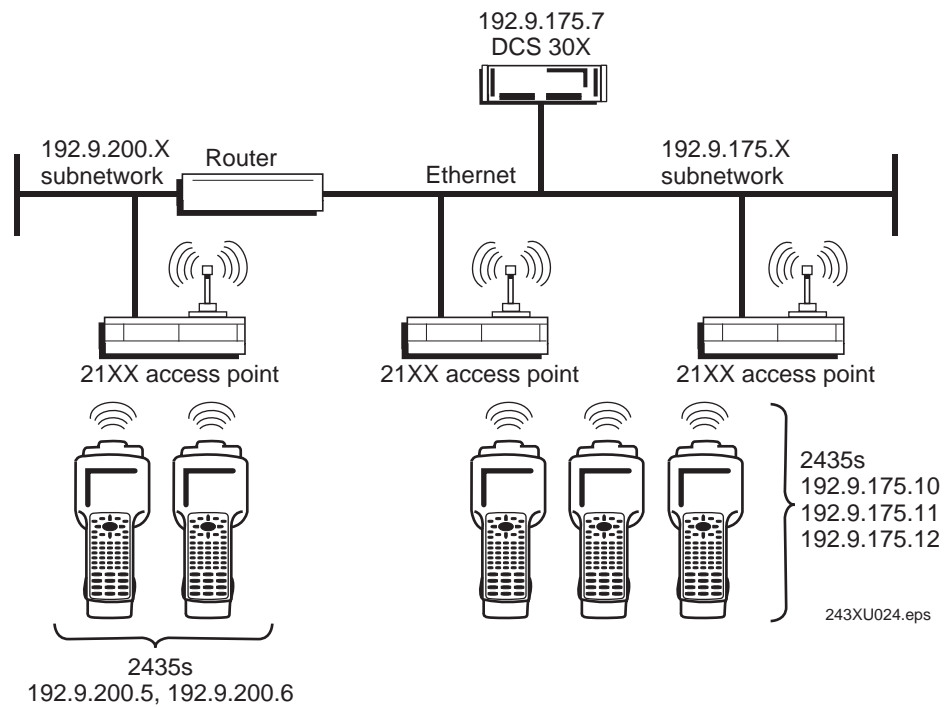 192.9.175.7
DCS 30X
192.9.200.X
subnetwork
Router
Ethernet
192.9.175.X
subnetwork
21XX access point
21XX access point
21XX access point
2435s
192.9.175.10
192.9.175.11
192.9.175.12
243XU024.eps
2435s
192.9.200.5, 192.9.200.6